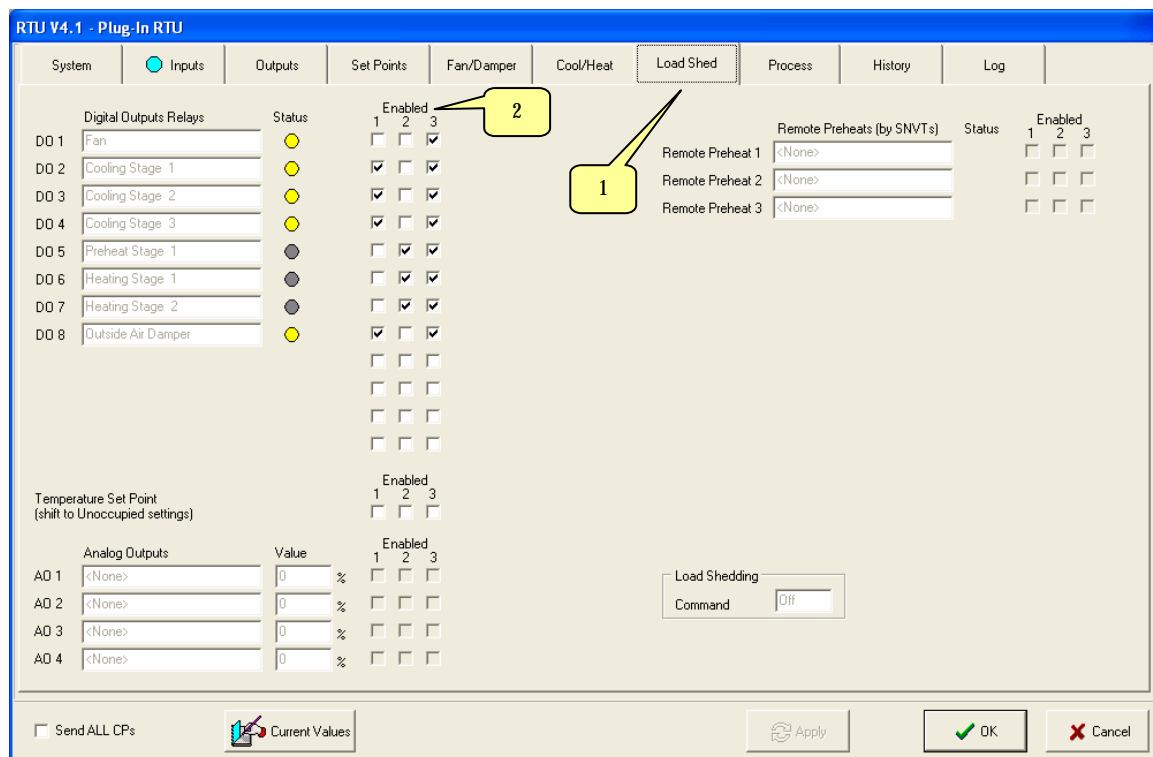 RTU V4.1 - Plug-In RTU
System Inputs Outputs Set Points Fan/Damper Cool/Heat Load Shed Process History Log
Digital Outputs Relays Status Enabled
1 2 3
DO 1 Fan
DO 2 Cooling Stage 1
DO 3 Cooling Stage 2
DO 4 Cooling Stage 3
DO 5 Preheat Stage 1
DO 6 Heating Stage 1
DO 7 Heating Stage 2
DO 8 Outside Air Damper
2
1
Remote Preheats (by SNVTs) Status Enabled
1 2 3
Remote Preheat 1 <None>
Remote Preheat 2 <None>
Remote Preheat 3 <None>
Temperature Set Point
(shift to Unoccupied settings)
Enabled
1 2 3
Analog Outputs Value Enabled
1 2 3
AO 1 <None> 0 %
AO 2 <None> 0 %
AO 3 <None> 0 %
AO 4 <None> 0 %
Load Shedding
Command Off
Send ALL CPs Current Values Apply OK Cancel